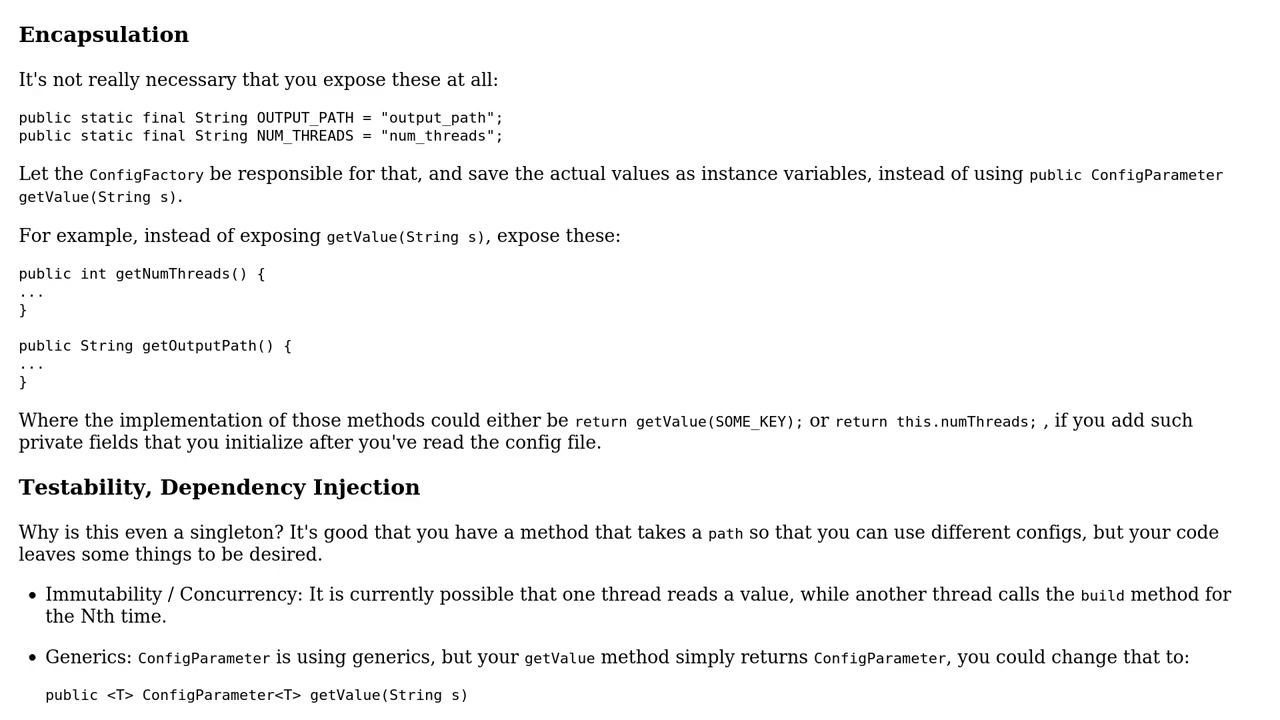 Encapsulation
It's not really necessary that you expose these at all:
public static final String OUTPUT_PATH = "output_path";
public static final String NUM_THREADS = "num_threads";
Let the ConfigFactory be responsible for that, and save the actual values as instance variables, instead of using public ConfigParameter
getValue(String s).
For example, instead of exposing getValue(String s), expose these:
public int getNumThreads() {
...
}
public String getOutputPath() {
...
}
Where the implementation of those methods could either be return getValue(SOME_KEY); or return this.numThreads; , if you add such
private fields that you initialize after you've read the config file.
Testability, Dependency Injection
Why is this even a singleton? It's good that you have a method that takes a path so that you can use different configs, but your code
leaves some things to be desired.
• Immutability / Concurrency: It is currently possible that one thread reads a value, while another thread calls the build method for
the Nth time.
• Generics: ConfigParameter is using generics, but your getValue method simply returns ConfigParameter, you could change that to:
public <T> ConfigParameter<T> getValue(String s)